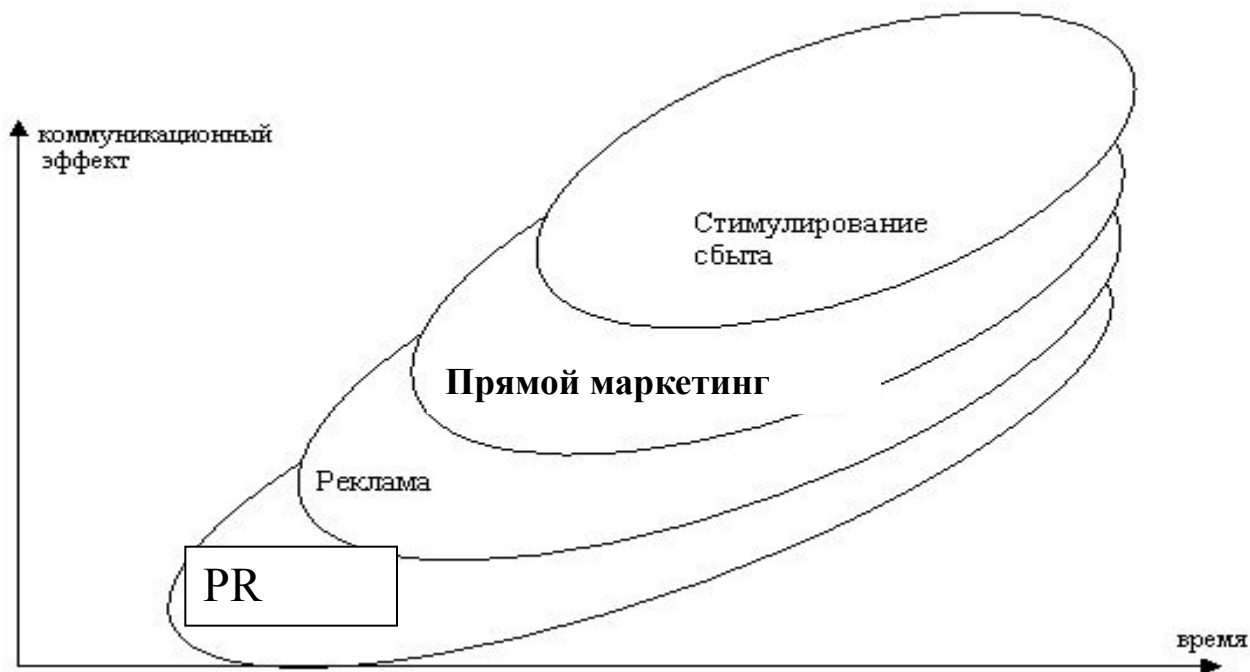 коммуникационный
эффект
Стимулирование
сбыта
Прямой маркетинг
Реклама
PR
время